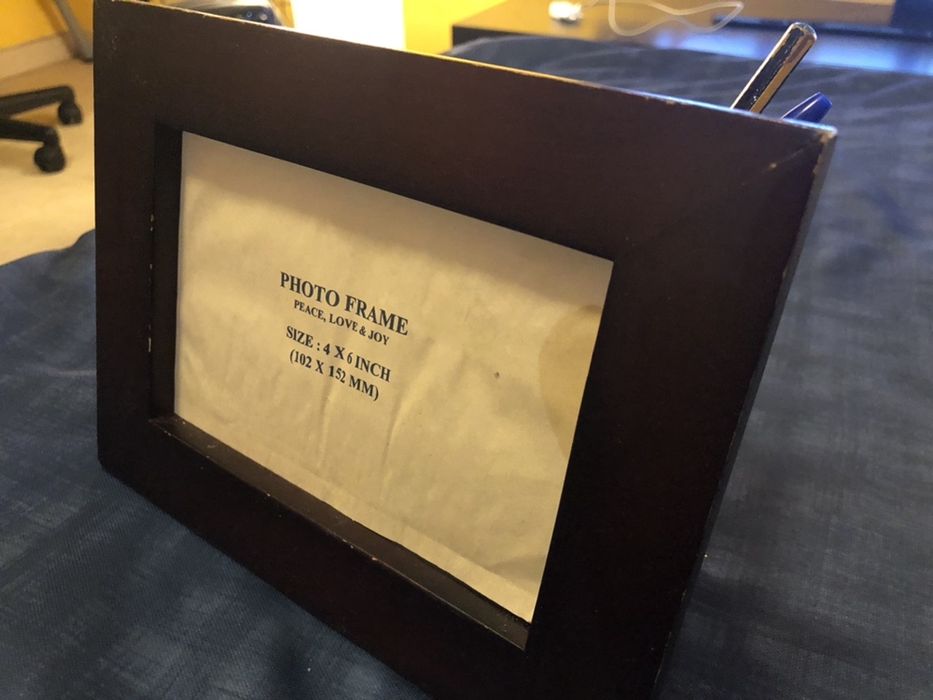 PHOTO FRAME
PEACE, LOVE & JOY
SIZE : 4 X 6 INCH
(102 X 152 MM)